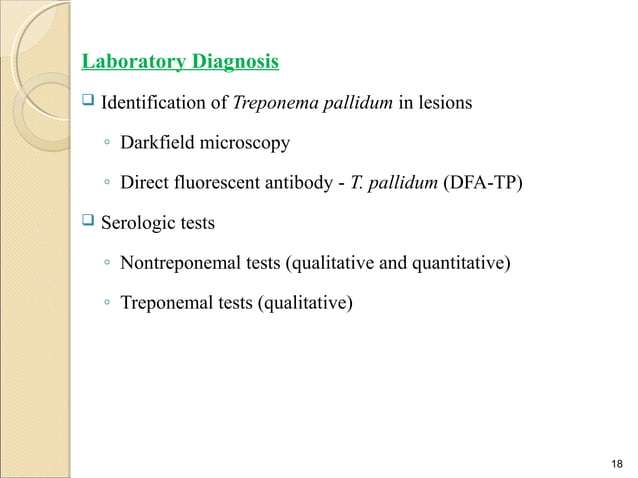 Laboratory Diagnosis
❑ Identification of Treponema pallidum in lesions
◦ Darkfield microscopy
◦ Direct fluorescent antibody - T. pallidum (DFA-TP)
❑ Serologic tests
◦ Nontreponemal tests (qualitative and quantitative)
◦ Treponemal tests (qualitative)
18